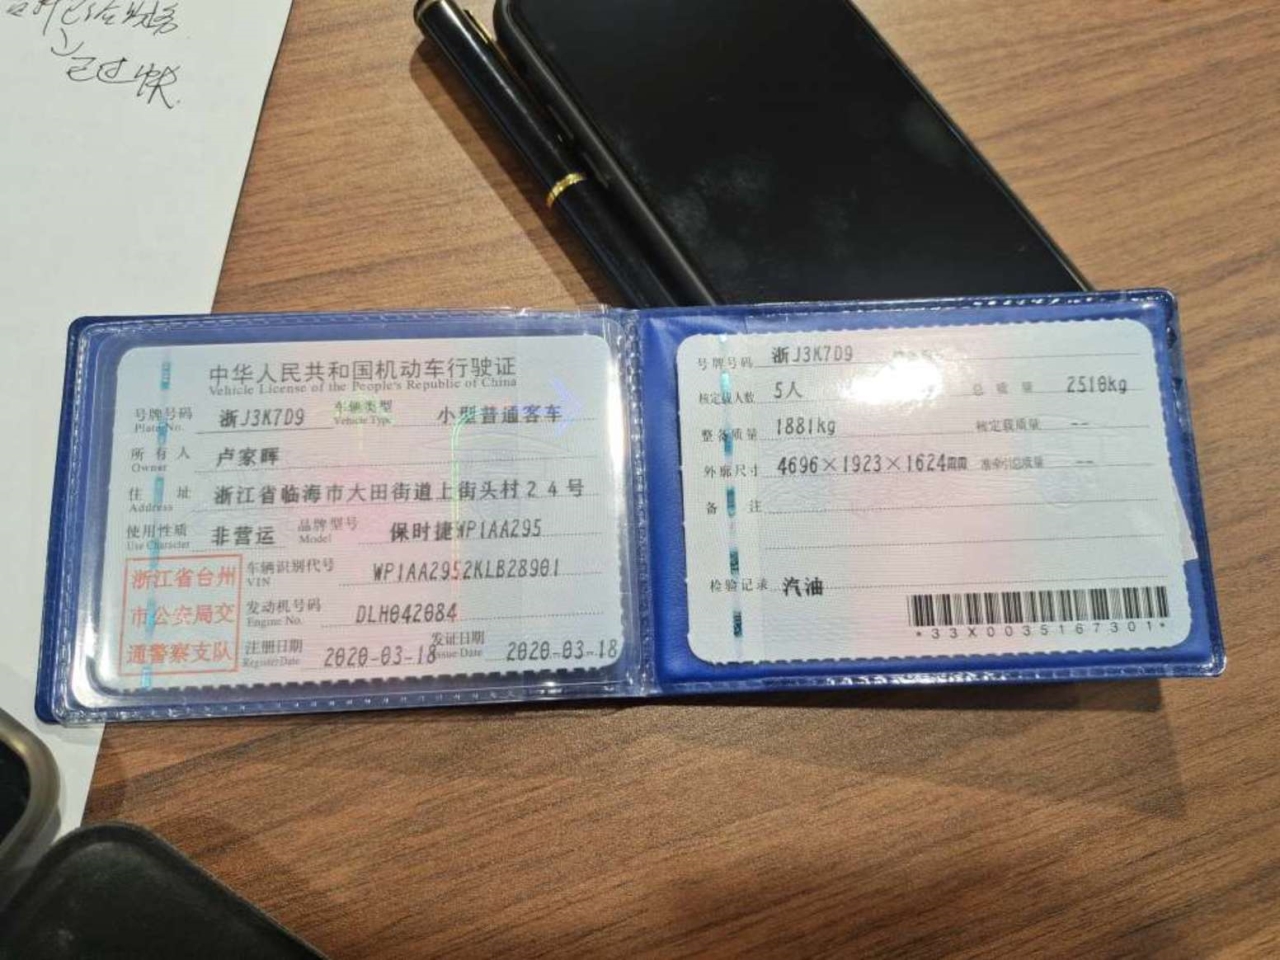 已过户
中华人民共和国机动车行驶证
Vehicle License of the People's Republic of China
号牌号码 浙J3K7D9 车辆类型 小型普通客车
Plate No. Vehicle Type
所有人 卢家晖
Owner
住址 浙江省临海市大田街道上街头村24号
Address
使用性质 非营运 品牌型号 保时捷WP1AA295
Use Character Model
浙江省台州
市公安局交
通警察支队
车辆识别代号 WP1AA2952KLB28901
VIN
发动机号码 DLH042084
Engine No.
注册日期 2020-03-18 发证日期 2020-03-18
Register Date Issue Date
号牌号码 浙J3K7D9
核定载人数 5人 总质量 2510kg
整备质量 1881kg 核定载质量 --
外廓尺寸 4696×1923×1624mm 准牵引总质量 --
备注
检验记录 汽油
*33X0035167301*